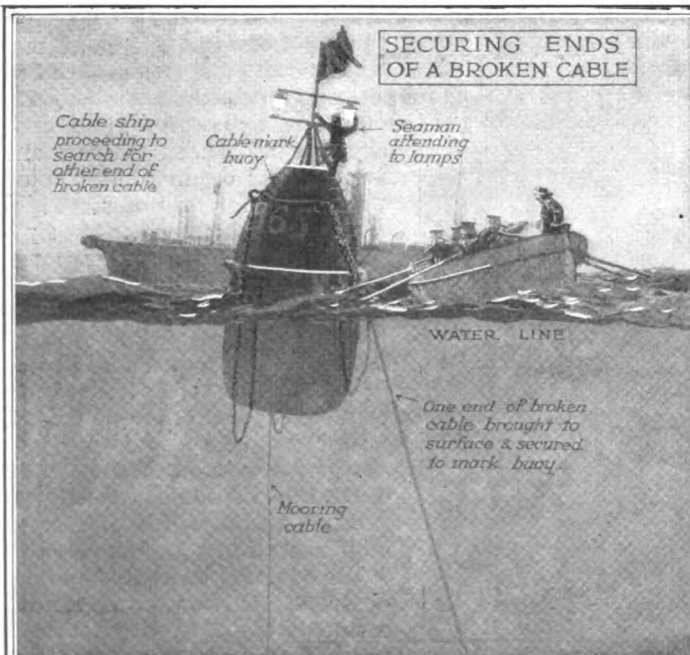 SECURING ENDS
OF A BROKEN CABLE
Cable ship
proceeding to
search for
other end of
broken cable
Cable mark
buoy
Seaman
attending
to lamps
WATER LINE
One end of broken
cable brought to
surface & secured
to mark buoy.
Mooring
cable